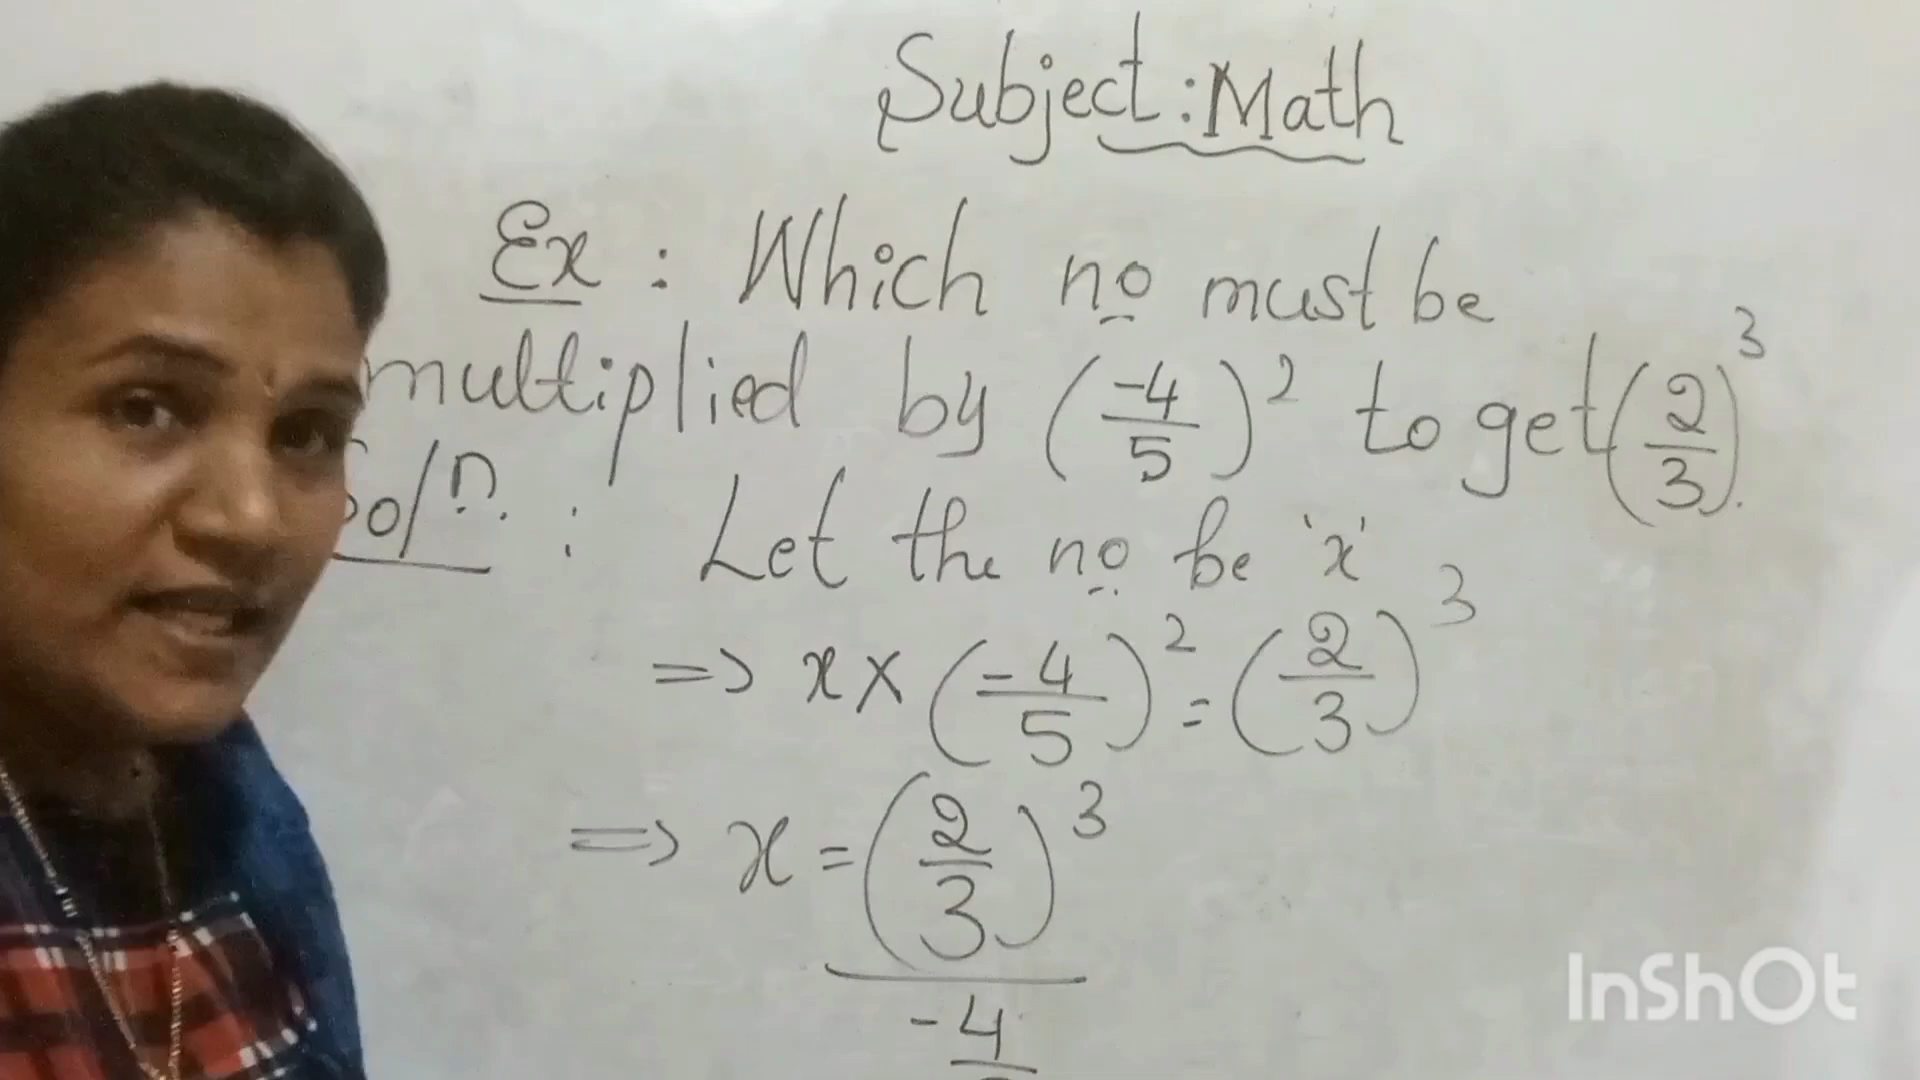 Subject : Math
Ex : Which no must be
multiplied by (-4/5)² to get (2/3)³.
Solⁿ : Let the no be 'x'
=> x × (-4/5)² = (2/3)³
=> x = (2/3)³
-4
InShOt